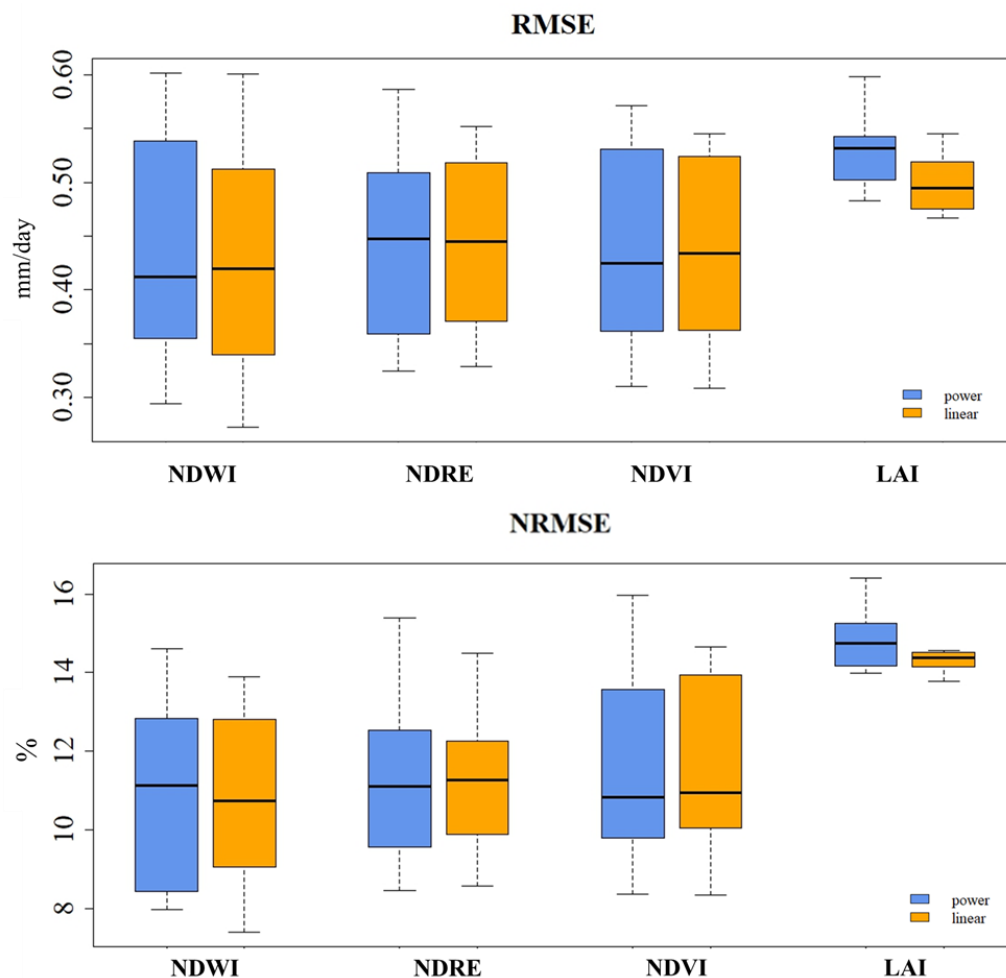 RMSE
0.60
0.50
0.40
0.30
mm/day
power
linear
NDWI NDRE NDVI LAI
NRMSE
16
14
12
10
8
%
power
linear
NDWI NDRE NDVI LAI